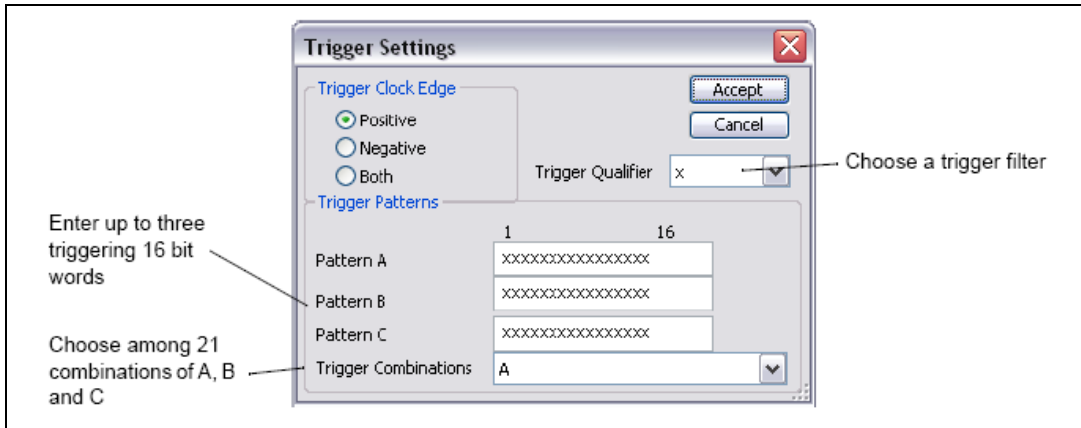 Trigger Settings
Trigger Clock Edge
Positive
Negative
Both
Accept
Cancel
Trigger Qualifier x
Choose a trigger filter
Trigger Patterns
1 16
Enter up to three
triggering 16 bit
words
Pattern A xxxxxxxxxxxxxxxx
Pattern B xxxxxxxxxxxxxxxx
Pattern C xxxxxxxxxxxxxxxx
Choose among 21
combinations of A, B
and C
Trigger Combinations A